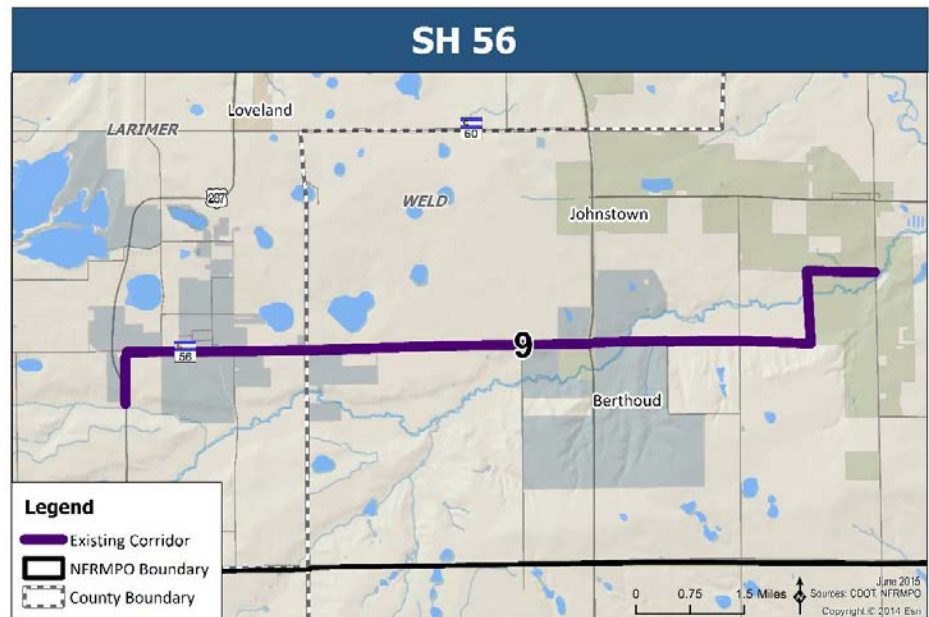 SH 56
Loveland
LARIMER
60
287
WELD
Johnstown
56
9
Berthoud
Legend
Existing Corridor
NFRMPO Boundary
County Boundary
0 0.75 1.5 Miles
N
June 2015
Sources: CDOT, NFRMPO
Copyright © 2014 Esri